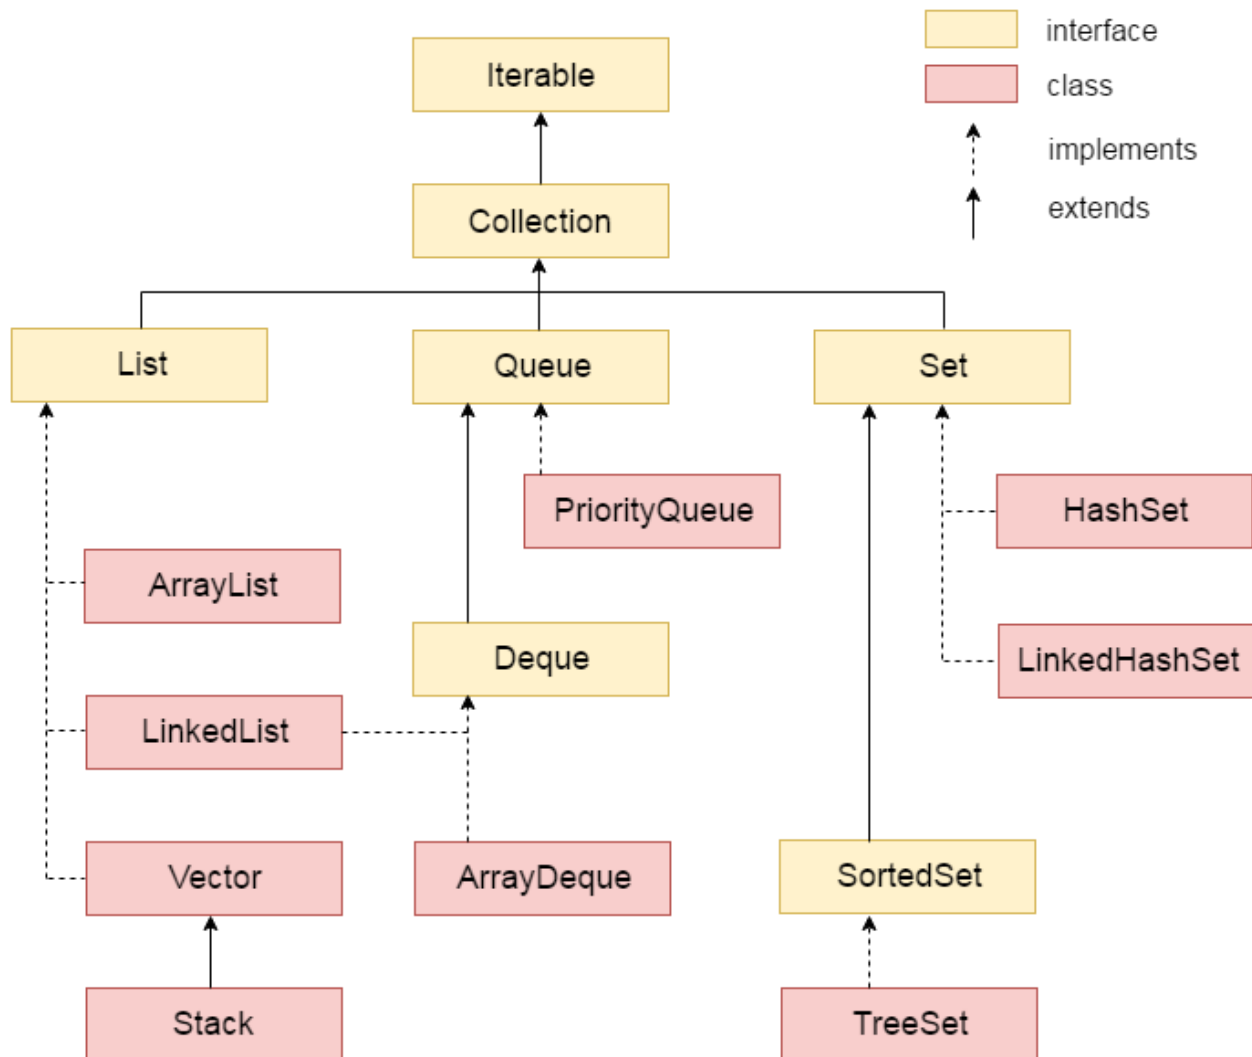 interface
class
implements
extends
Iterable
Collection
List
Queue
Set
PriorityQueue
HashSet
ArrayList
Deque
LinkedHashSet
LinkedList
Vector
ArrayDeque
SortedSet
Stack
TreeSet